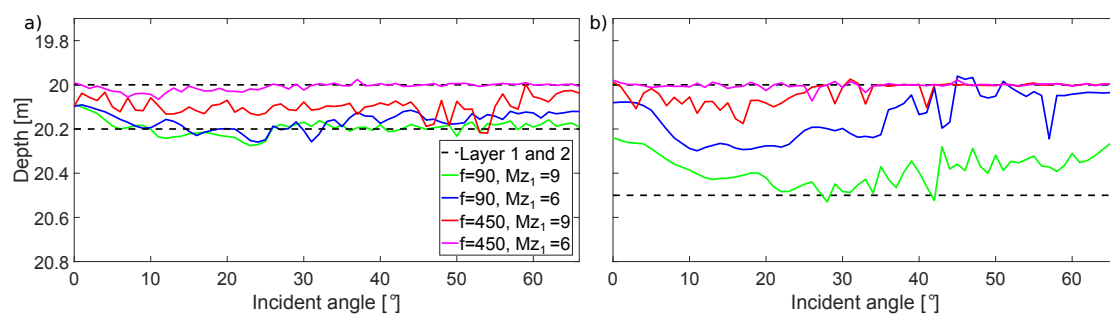 a)
19.8
20
20.2
20.4
20.6
20.8
Depth [m]
0 10 20 30 40 50 60
Incident angle [°]
Layer 1 and 2
f=90, Mz₁=9
f=90, Mz₁=6
f=450, Mz₁=9
f=450, Mz₁=6
b)
0 10 20 30 40 50 60
Incident angle [°]